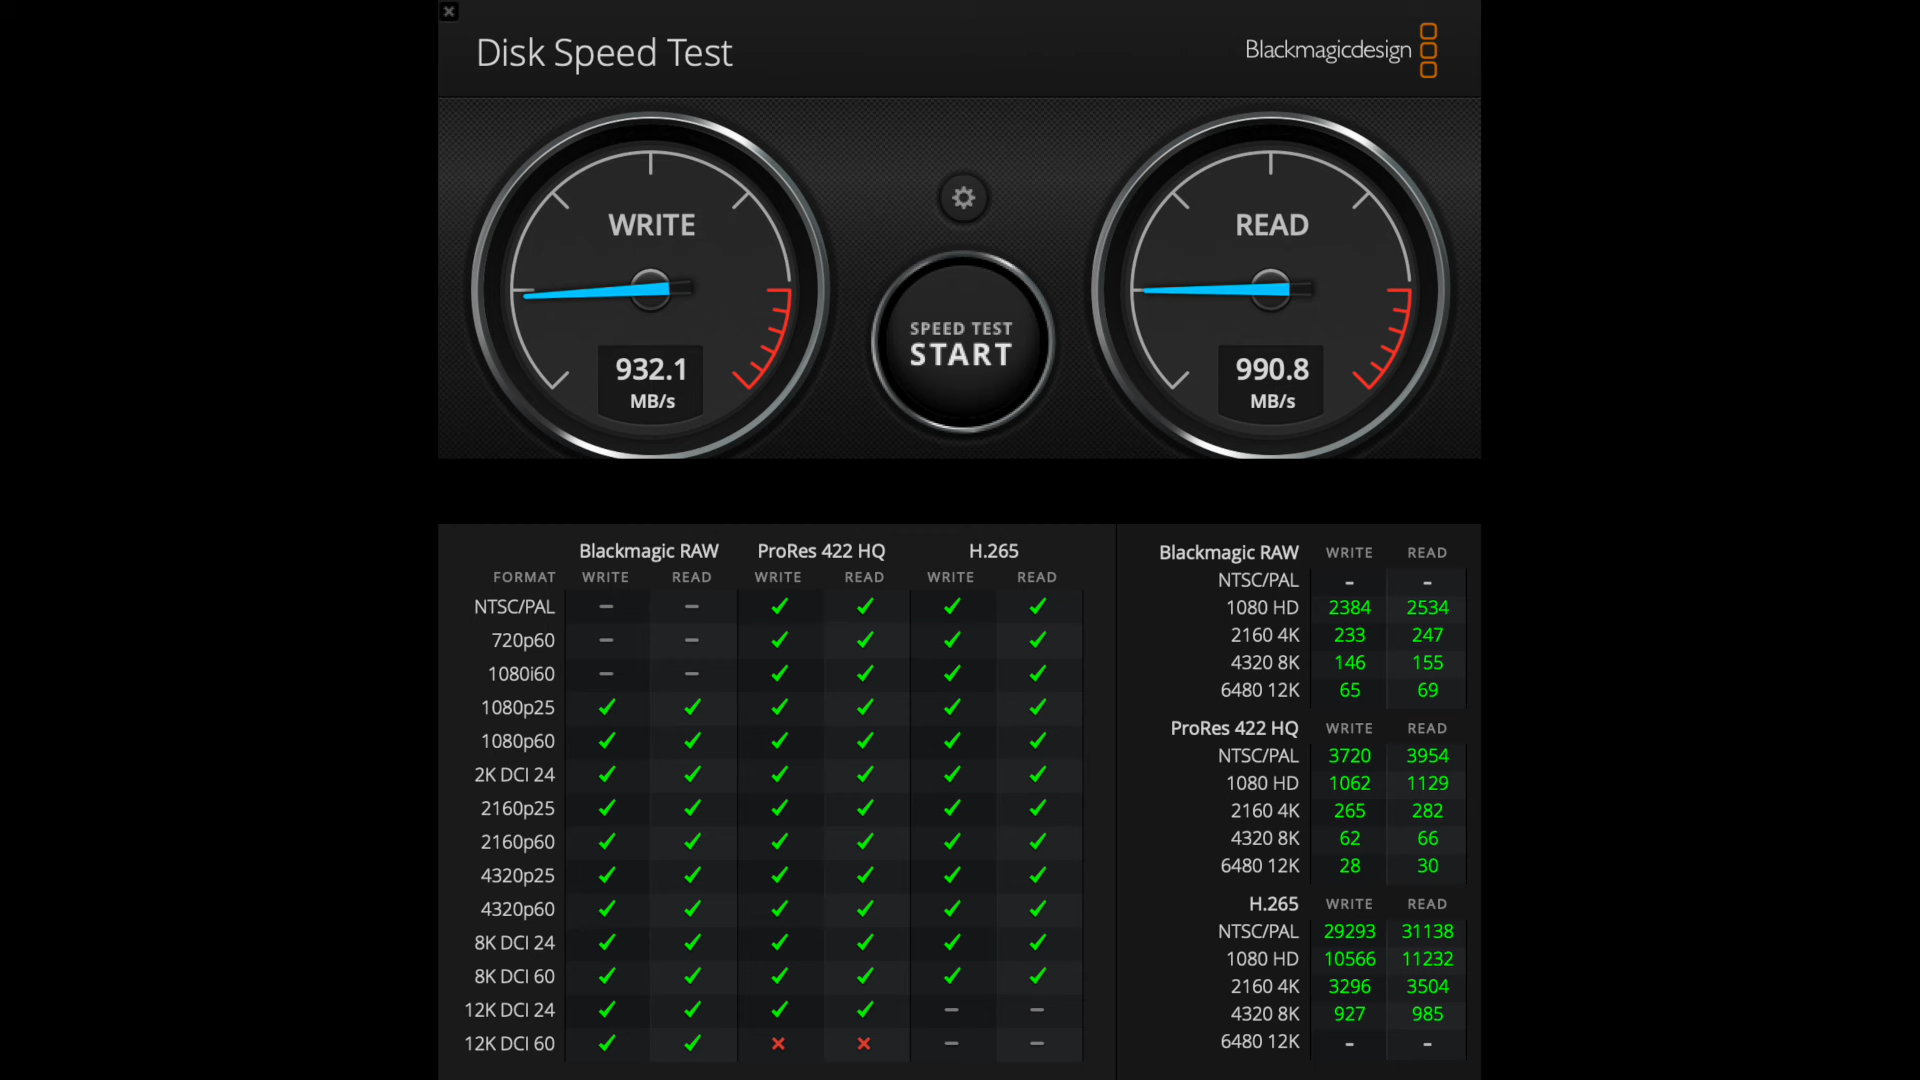 Disk Speed Test
Blackmagicdesign
WRITE
932.1
MB/s
SPEED TEST
START
READ
990.8
MB/s
Blackmagic RAW ProRes 422 HQ H.265
FORMAT WRITE READ WRITE READ WRITE READ
NTSC/PAL – – ✓ ✓ ✓ ✓
720p60 – – ✓ ✓ ✓ ✓
1080i60 – – ✓ ✓ ✓ ✓
1080p25 ✓ ✓ ✓ ✓ ✓ ✓
1080p60 ✓ ✓ ✓ ✓ ✓ ✓
2K DCI 24 ✓ ✓ ✓ ✓ ✓ ✓
2160p25 ✓ ✓ ✓ ✓ ✓ ✓
2160p60 ✓ ✓ ✓ ✓ ✓ ✓
4320p25 ✓ ✓ ✓ ✓ ✓ ✓
4320p60 ✓ ✓ ✓ ✓ ✓ ✓
8K DCI 24 ✓ ✓ ✓ ✓ ✓ ✓
8K DCI 60 ✓ ✓ ✓ ✓ ✓ ✓
12K DCI 24 ✓ ✓ ✓ ✓ – –
12K DCI 60 ✓ ✓ ✗ ✗ – –
Blackmagic RAW WRITE READ
NTSC/PAL - -
1080 HD 2384 2534
2160 4K 233 247
4320 8K 146 155
6480 12K 65 69
ProRes 422 HQ WRITE READ
NTSC/PAL 3720 3954
1080 HD 1062 1129
2160 4K 265 282
4320 8K 62 66
6480 12K 28 30
H.265 WRITE READ
NTSC/PAL 29293 31138
1080 HD 10566 11232
2160 4K 3296 3504
4320 8K 927 985
6480 12K - -